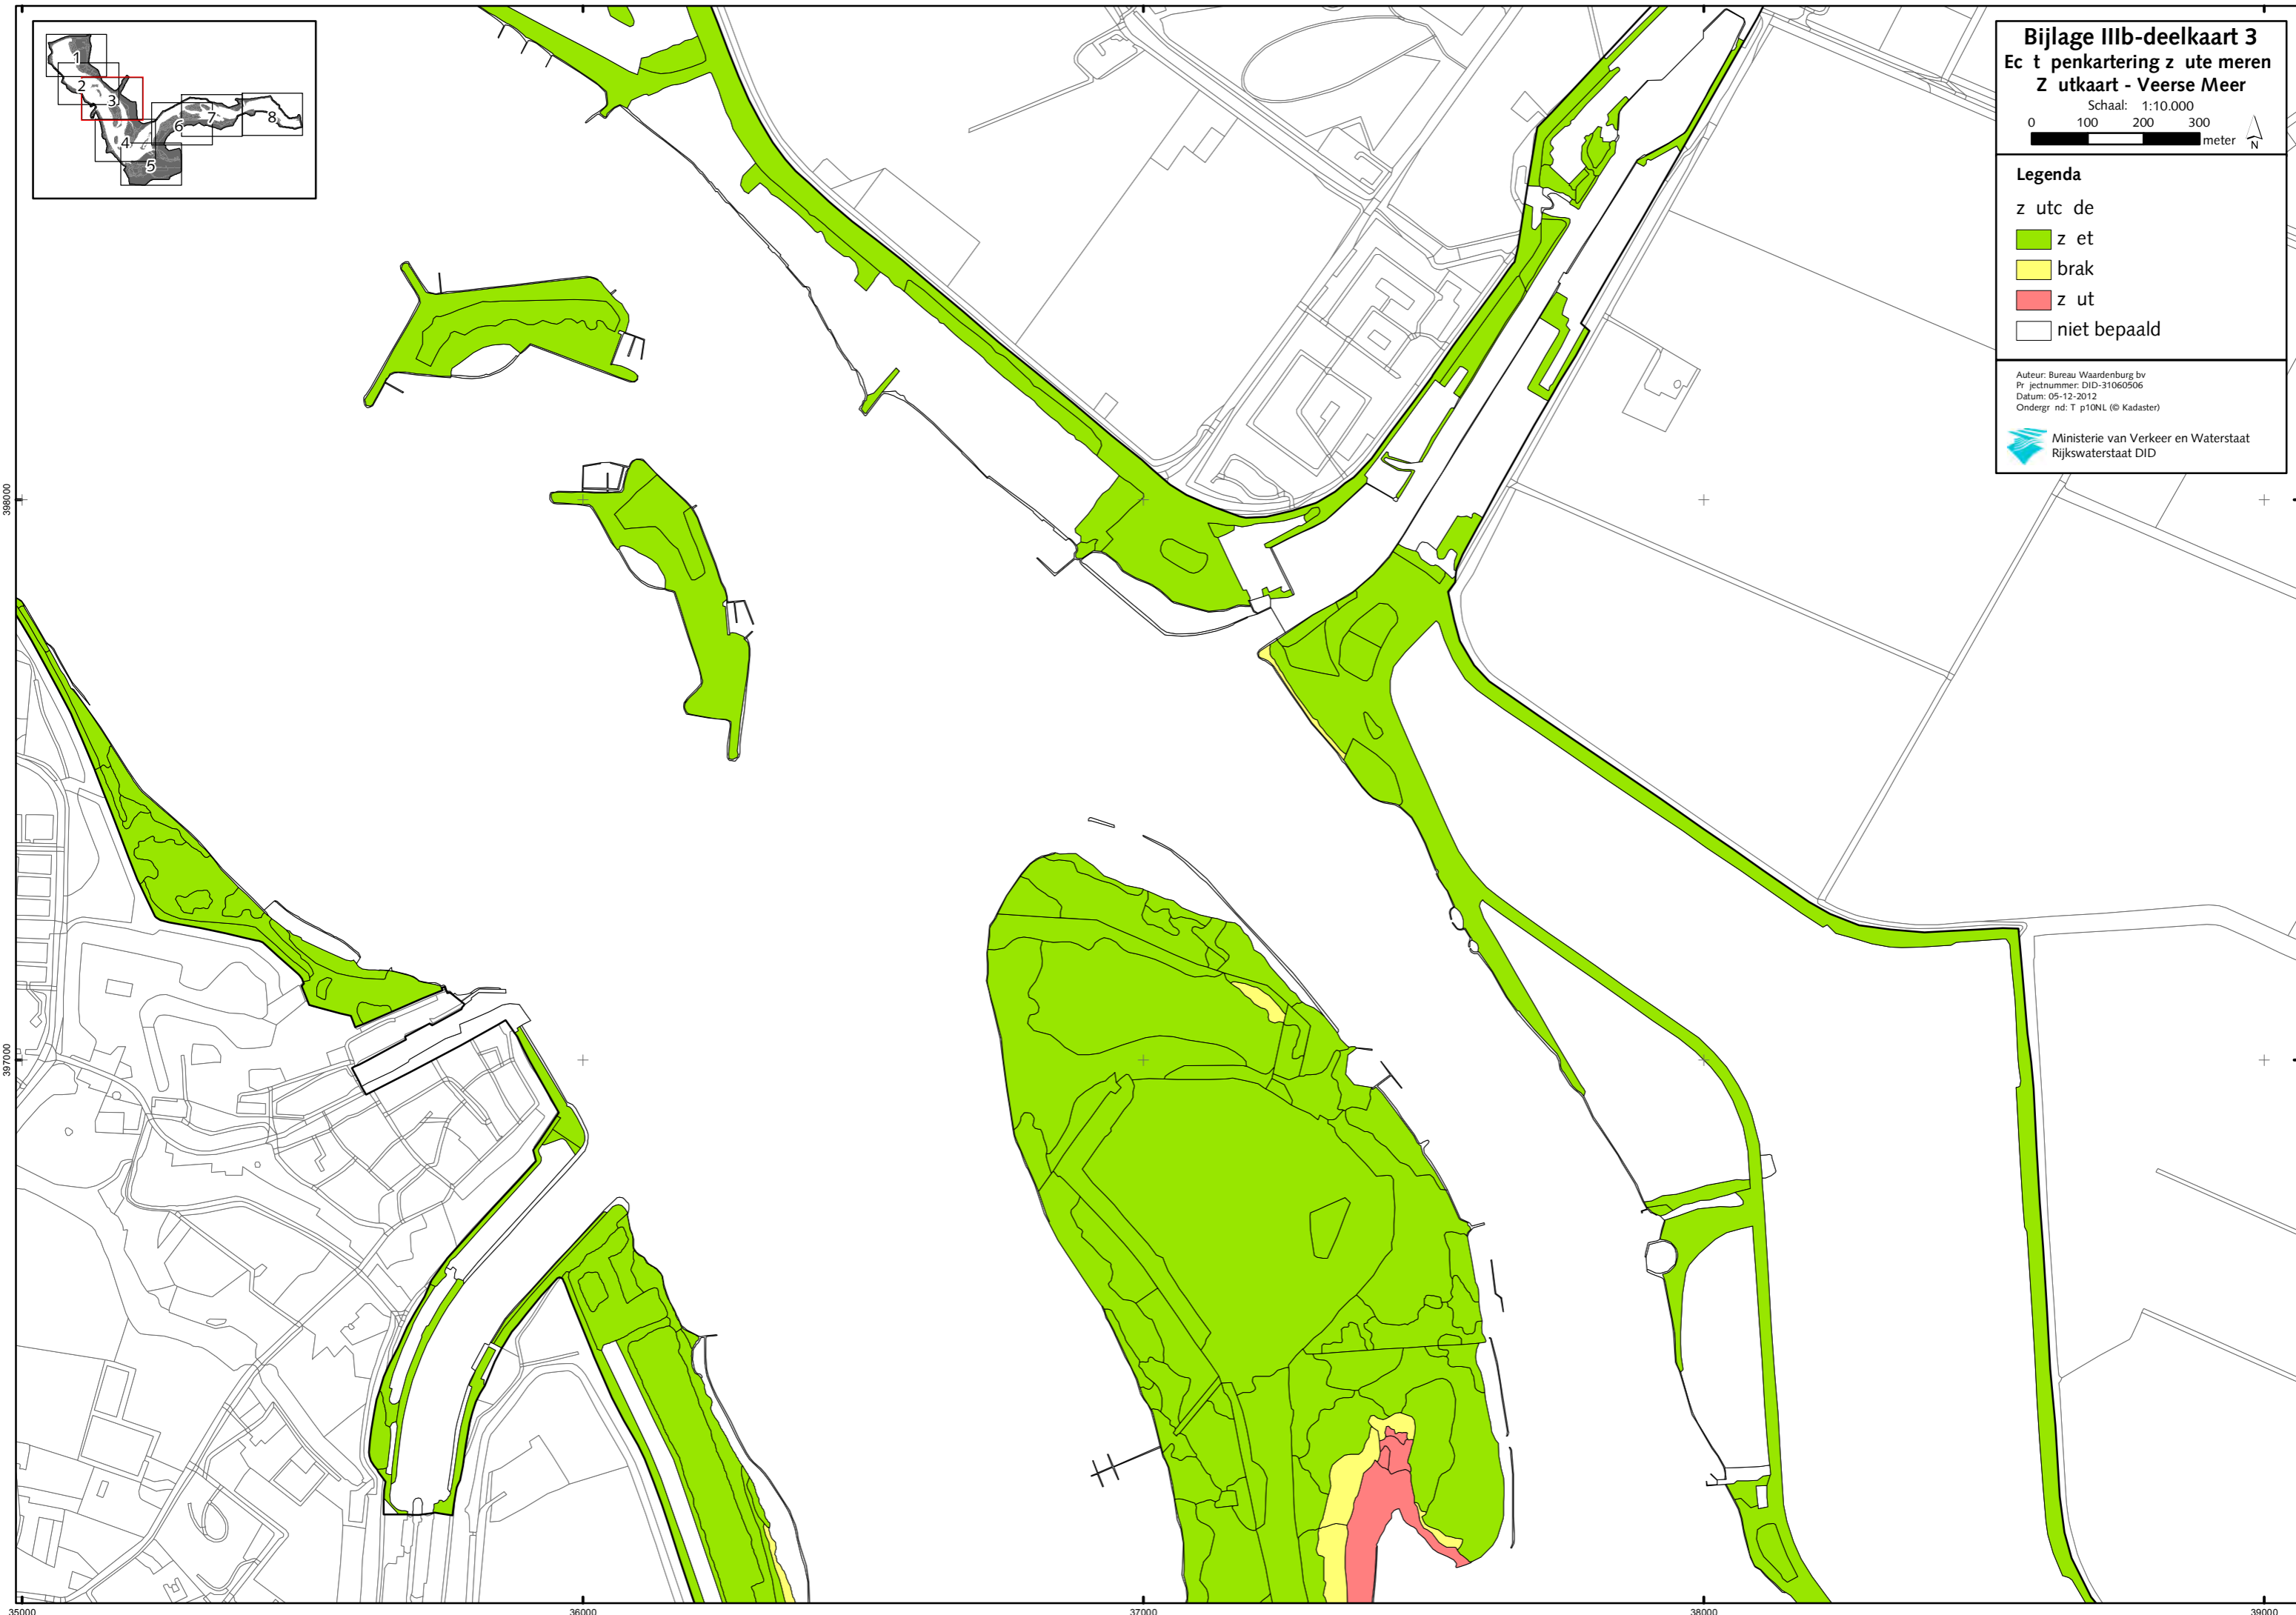 Bijlage IIIb-deelkaart 3
Ec t penkartering z ute meren
Z utkaart - Veerse Meer
Schaal: 1:10.000
0 100 200 300
meter
N
Legenda
z utc de
z et
brak
z ut
niet bepaald
Auteur: Bureau Waardenburg bv
Pr jectnummer: DID-31060506
Datum: 05-12-2012
Ondergr nd: T p10NL (© Kadaster)
Ministerie van Verkeer en Waterstaat
Rijkswaterstaat DID
1
2
3
4
5
6
7
8
398000
397000
35000 36000 37000 38000 39000